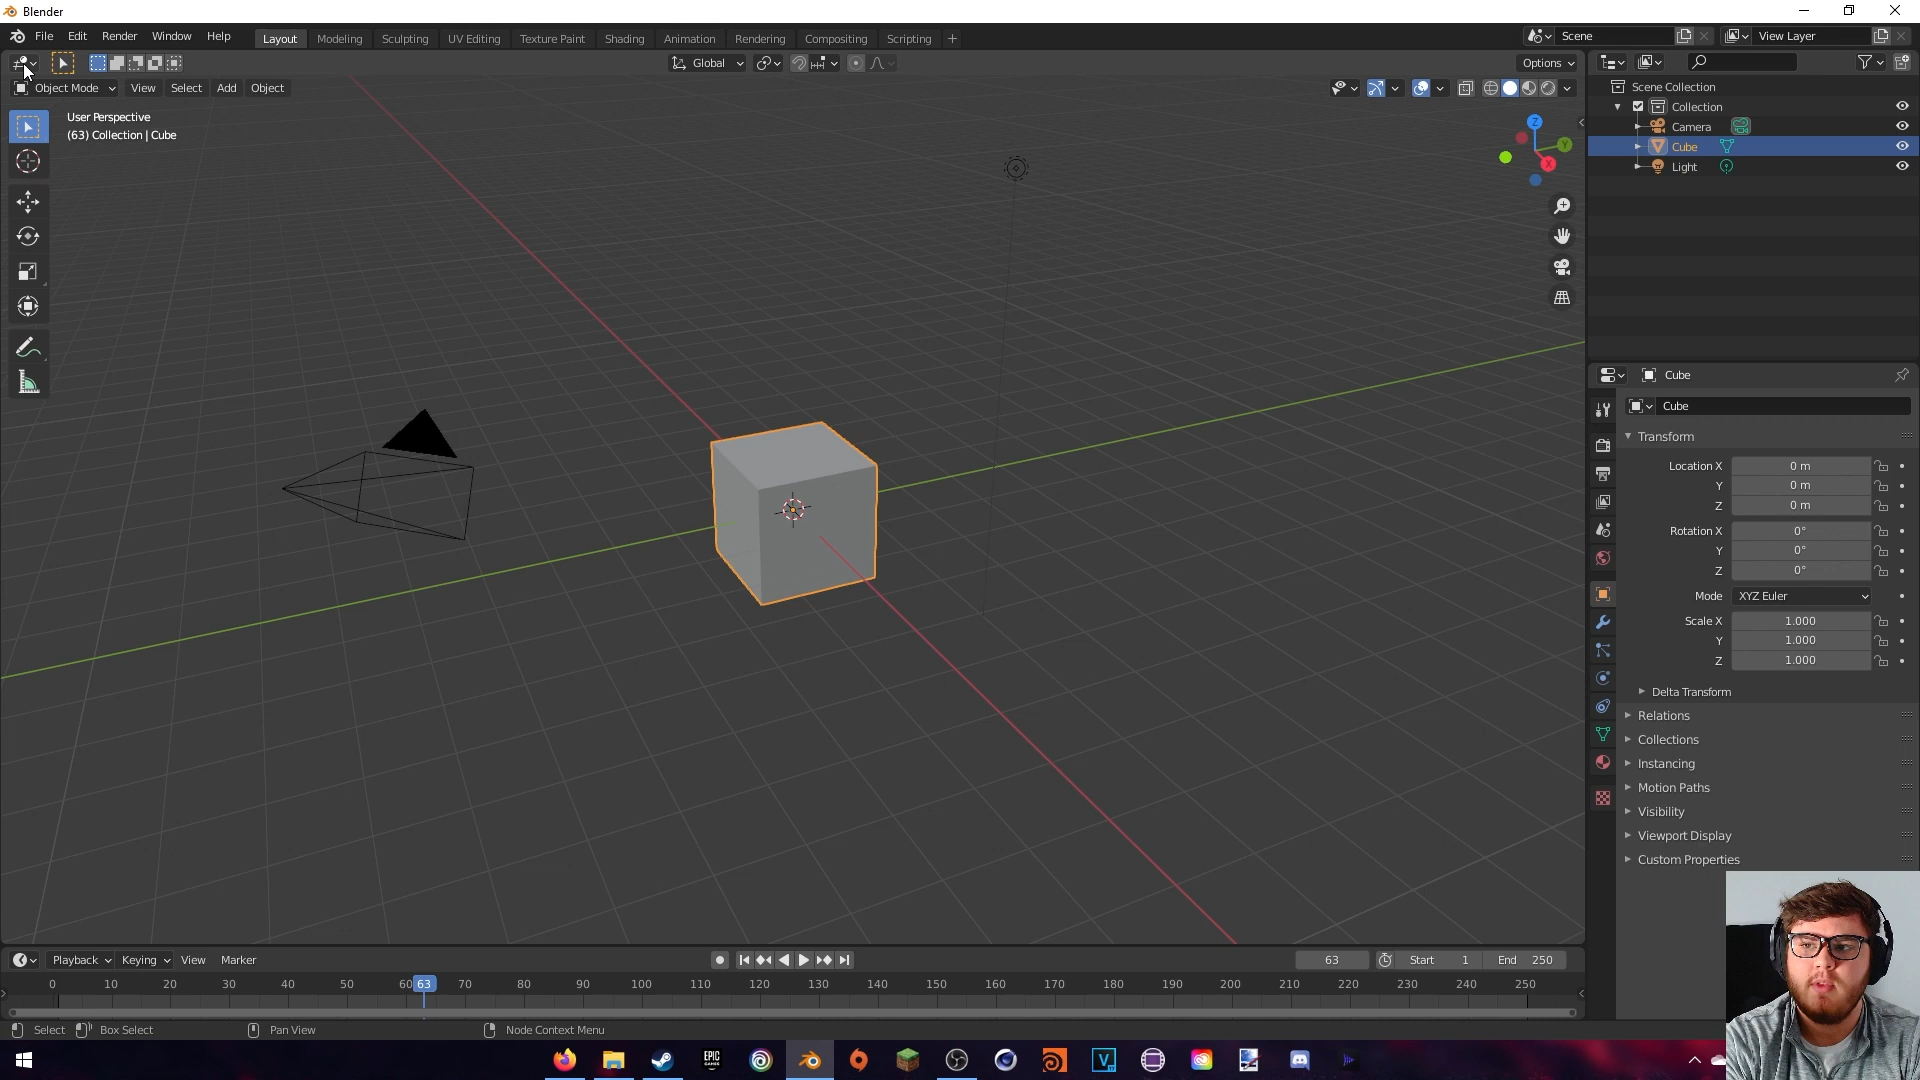 Blender
File Edit Render Window Help Layout Modeling Sculpting UV Editing Texture Paint Shading Animation Rendering Compositing Scripting + Scene View Layer
Global Options
Object Mode View Select Add Object
User Perspective
(63) Collection | Cube
Z
Y
X
Scene Collection
Collection
Camera
Cube
Light
Cube
Cube
Transform
Location X 0 m
Y 0 m
Z 0 m
Rotation X 0°
Y 0°
Z 0°
Mode XYZ Euler
Scale X 1.000
Y 1.000
Z 1.000
Delta Transform
Relations
Collections
Instancing
Motion Paths
Visibility
Viewport Display
Custom Properties
Playback Keying View Marker 63 Start 1 End 250
0 10 20 30 40 50 60 63 70 80 90 100 110 120 130 140 150 160 170 180 190 200 210 220 230 240 250
Select Box Select Pan View Node Context Menu
EPIC GAMES V